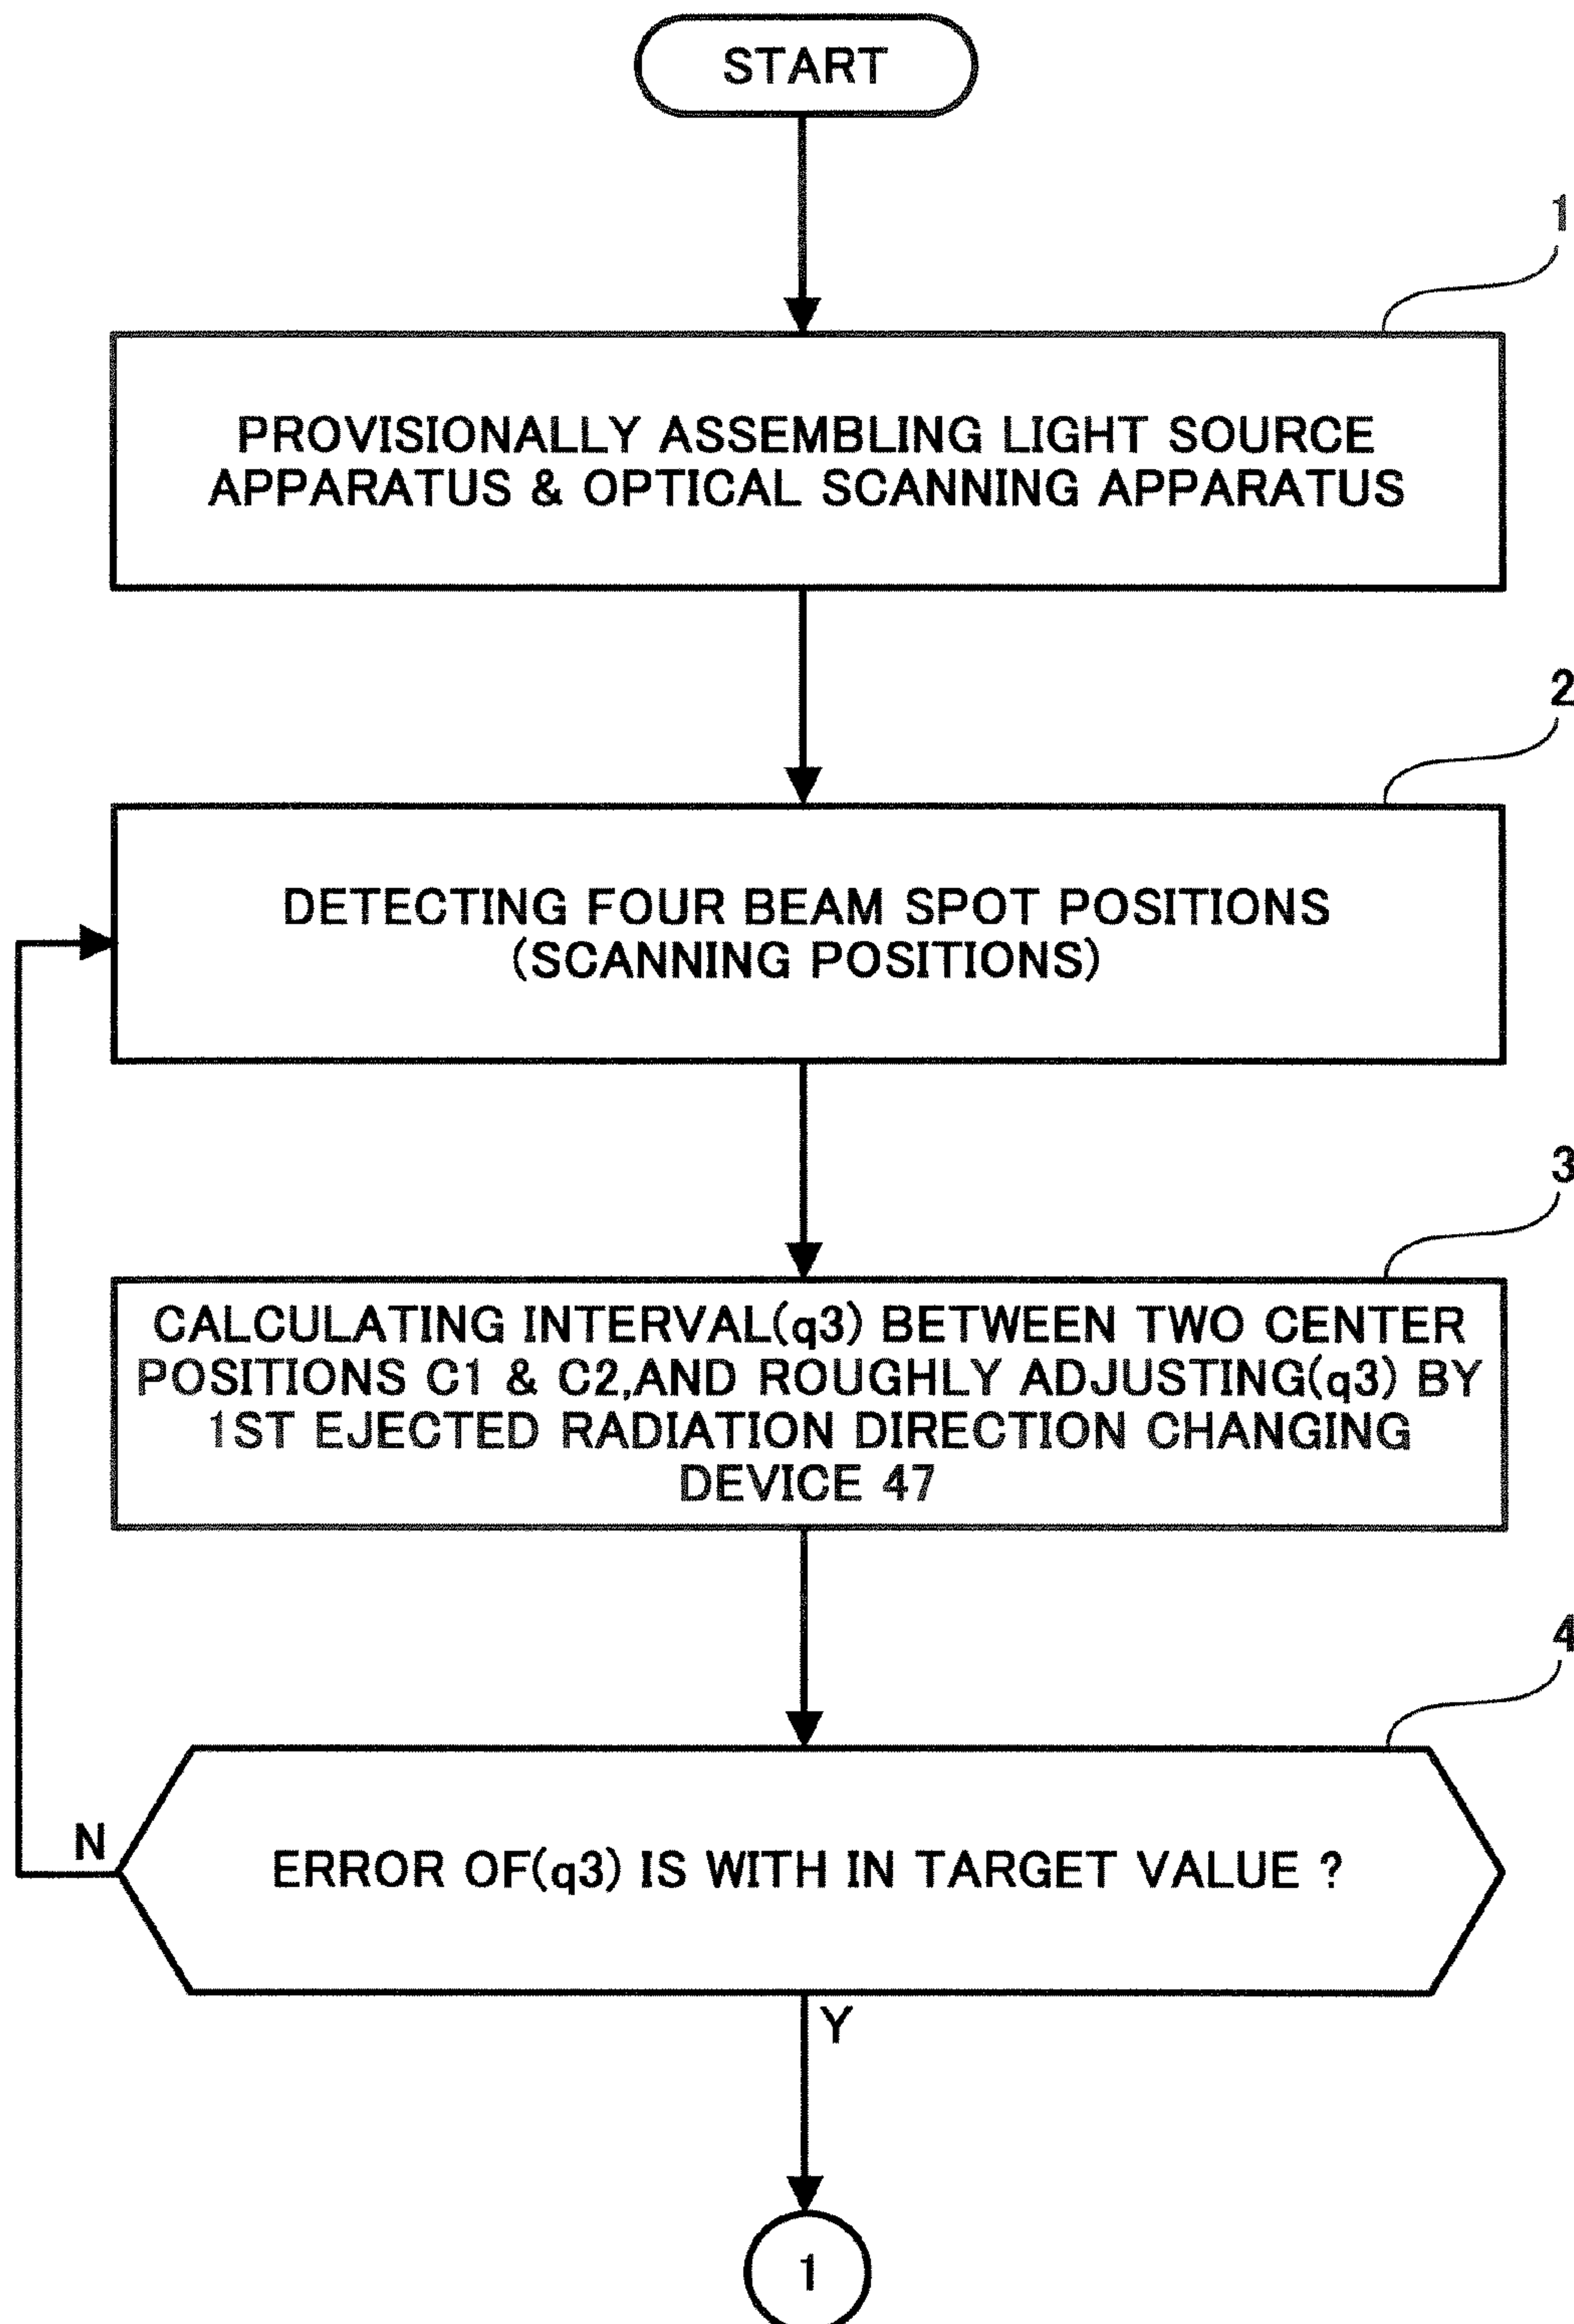 START
1
PROVISIONALLY ASSEMBLING LIGHT SOURCE
APPARATUS & OPTICAL SCANNING APPARATUS
2
DETECTING FOUR BEAM SPOT POSITIONS
(SCANNING POSITIONS)
3
CALCULATING INTERVAL(q3) BETWEEN TWO CENTER
POSITIONS C1 & C2,AND ROUGHLY ADJUSTING(q3) BY
1ST EJECTED RADIATION DIRECTION CHANGING
DEVICE 47
4
N
ERROR OF(q3) IS WITH IN TARGET VALUE ?
Y
1